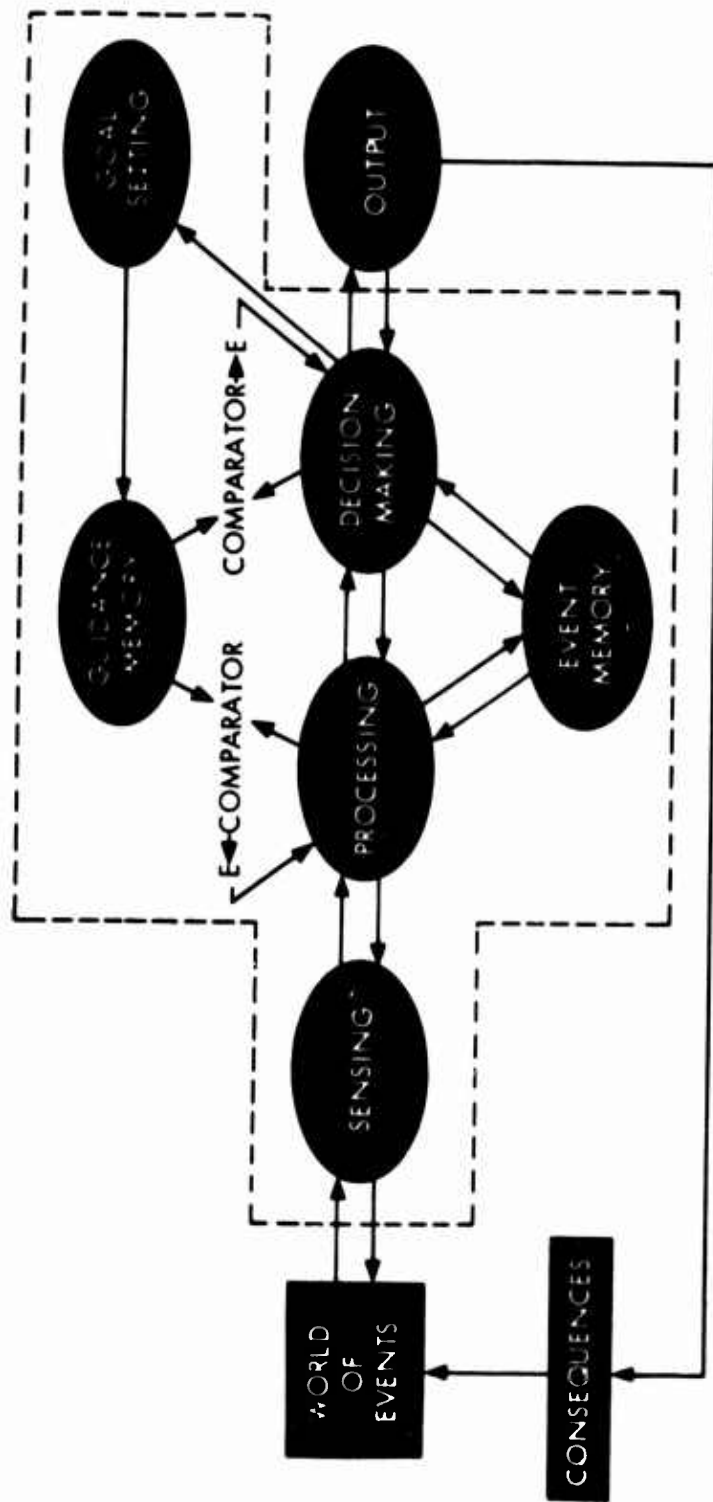 GOAL
SETTING
GUIDANCE
MEMORY
E
COMPARATOR
COMPARATOR
E
WORLD
OF
EVENTS
SENSING
PROCESSING
DECISION
MAKING
OUTPUT
EVENT
MEMORY
CONSEQUENCES